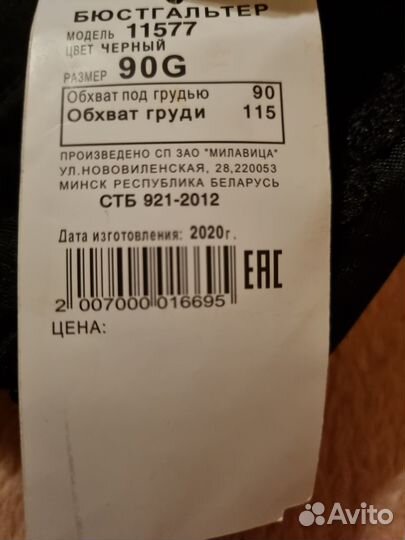 БЮСТГАЛЬТЕР
МОДЕЛЬ 11577
ЦВЕТ ЧЕРНЫЙ
РАЗМЕР 90G
Обхват под грудью 90
Обхват груди 115
ПРОИЗВЕДЕНО СП ЗАО "МИЛАВИЦА"
УЛ.НОВОВИЛЕНСКАЯ, 28,220053
МИНСК РЕСПУБЛИКА БЕЛАРУСЬ
СТБ 921-2012
Дата изготовления: 2020г.
2 007000 016695
EAC
ЦЕНА:
Avito